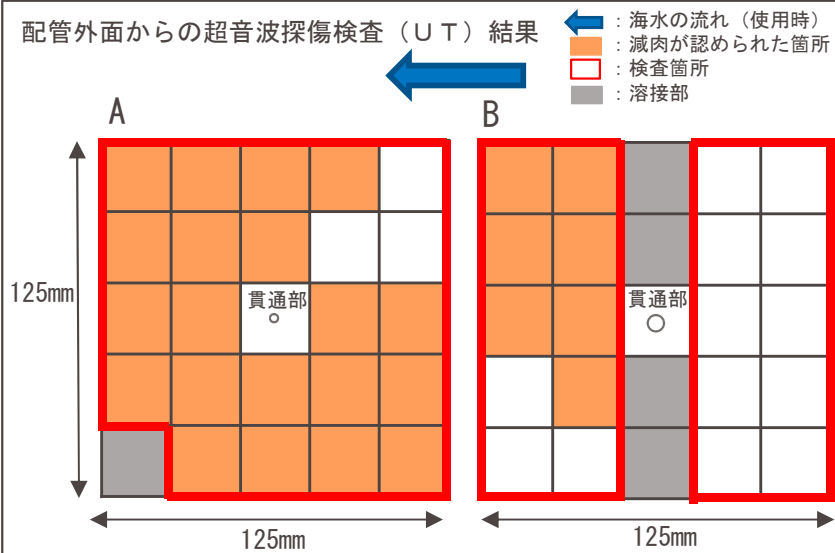 配管外面からの超音波探傷検査（ＵＴ）結果
：海水の流れ（使用時）
：減肉が認められた箇所
：検査箇所
：溶接部
A
B
125mm
貫通部
貫通部
125mm
125mm